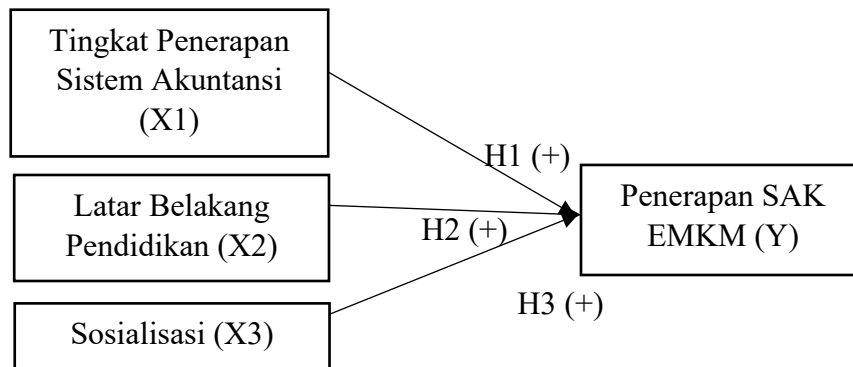 Tingkat Penerapan
Sistem Akuntansi
(X1)
H1 (+)
Latar Belakang
Pendidikan (X2)
H2 (+)
Penerapan SAK
EMKM (Y)
H3 (+)
Sosialisasi (X3)